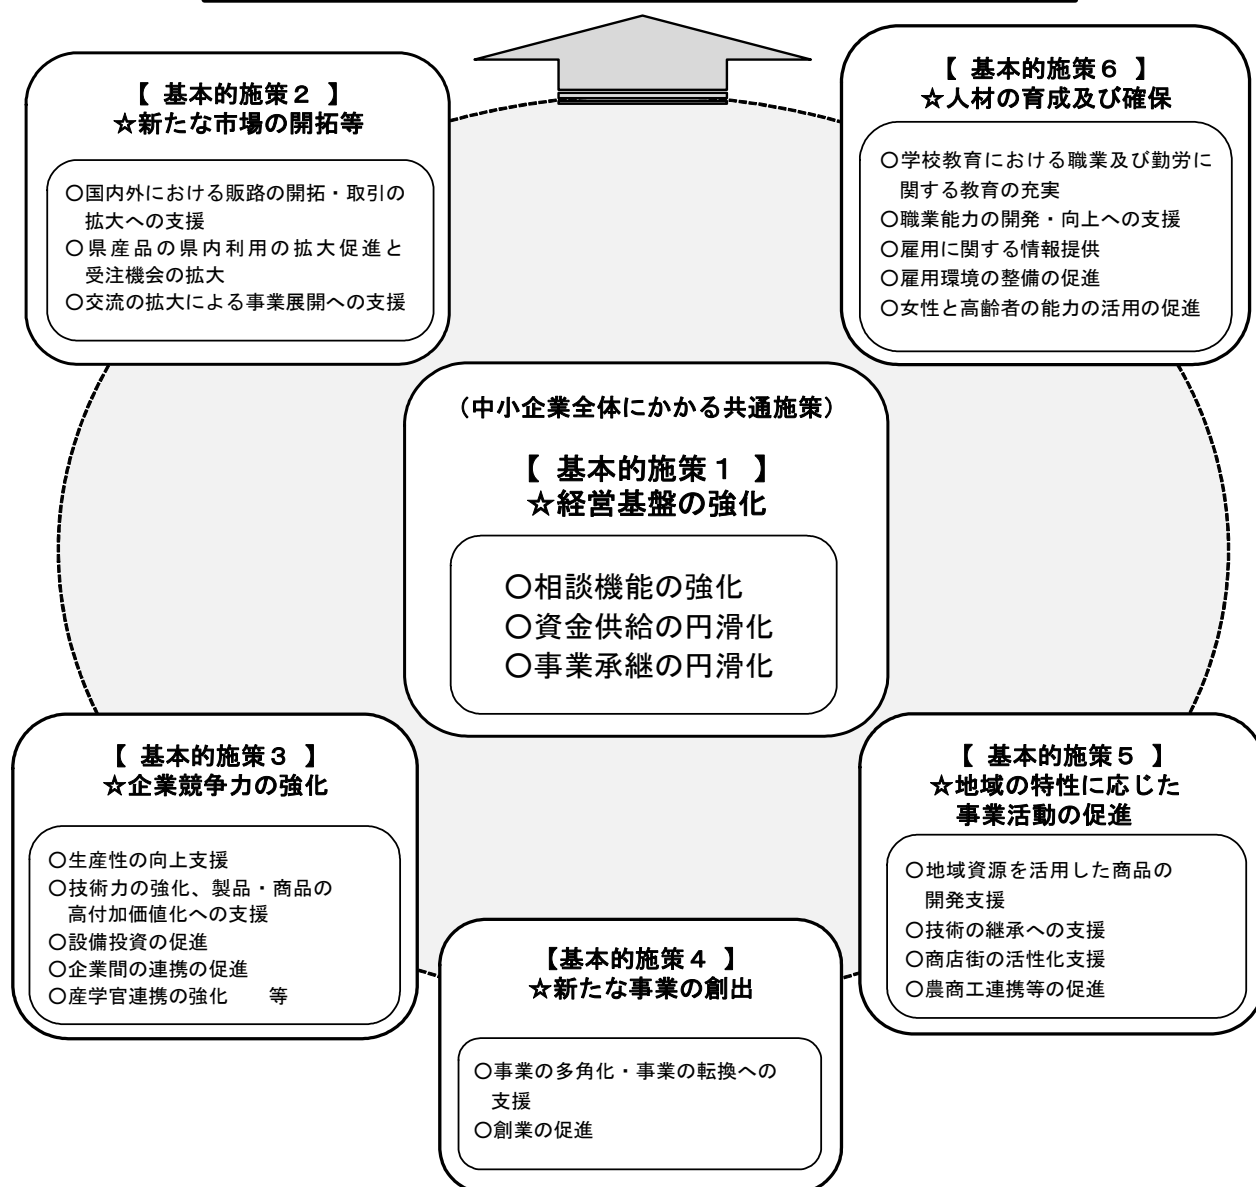 【 基本的施策２ 】
☆新たな市場の開拓等
○国内外における販路の開拓・取引の
拡大への支援
○県産品の県内利用の拡大促進と
受注機会の拡大
○交流の拡大による事業展開への支援
【 基本的施策６ 】
☆人材の育成及び確保
○学校教育における職業及び勤労に
関する教育の充実
○職業能力の開発・向上への支援
○雇用に関する情報提供
○雇用環境の整備の促進
○女性と高齢者の能力の活用の促進
（中小企業全体にかかる共通施策）
【 基本的施策１ 】
☆経営基盤の強化
○相談機能の強化
○資金供給の円滑化
○事業承継の円滑化
【 基本的施策３ 】
☆企業競争力の強化
○生産性の向上支援
○技術力の強化、製品・商品の
高付加価値化への支援
○設備投資の促進
○企業間の連携の促進
○産学官連携の強化　　等
【基本的施策４ 】
☆新たな事業の創出
○事業の多角化・事業の転換への
支援
○創業の促進
【 基本的施策５ 】
☆地域の特性に応じた
事業活動の促進
○地域資源を活用した商品の
開発支援
○技術の継承への支援
○商店街の活性化支援
○農商工連携等の促進